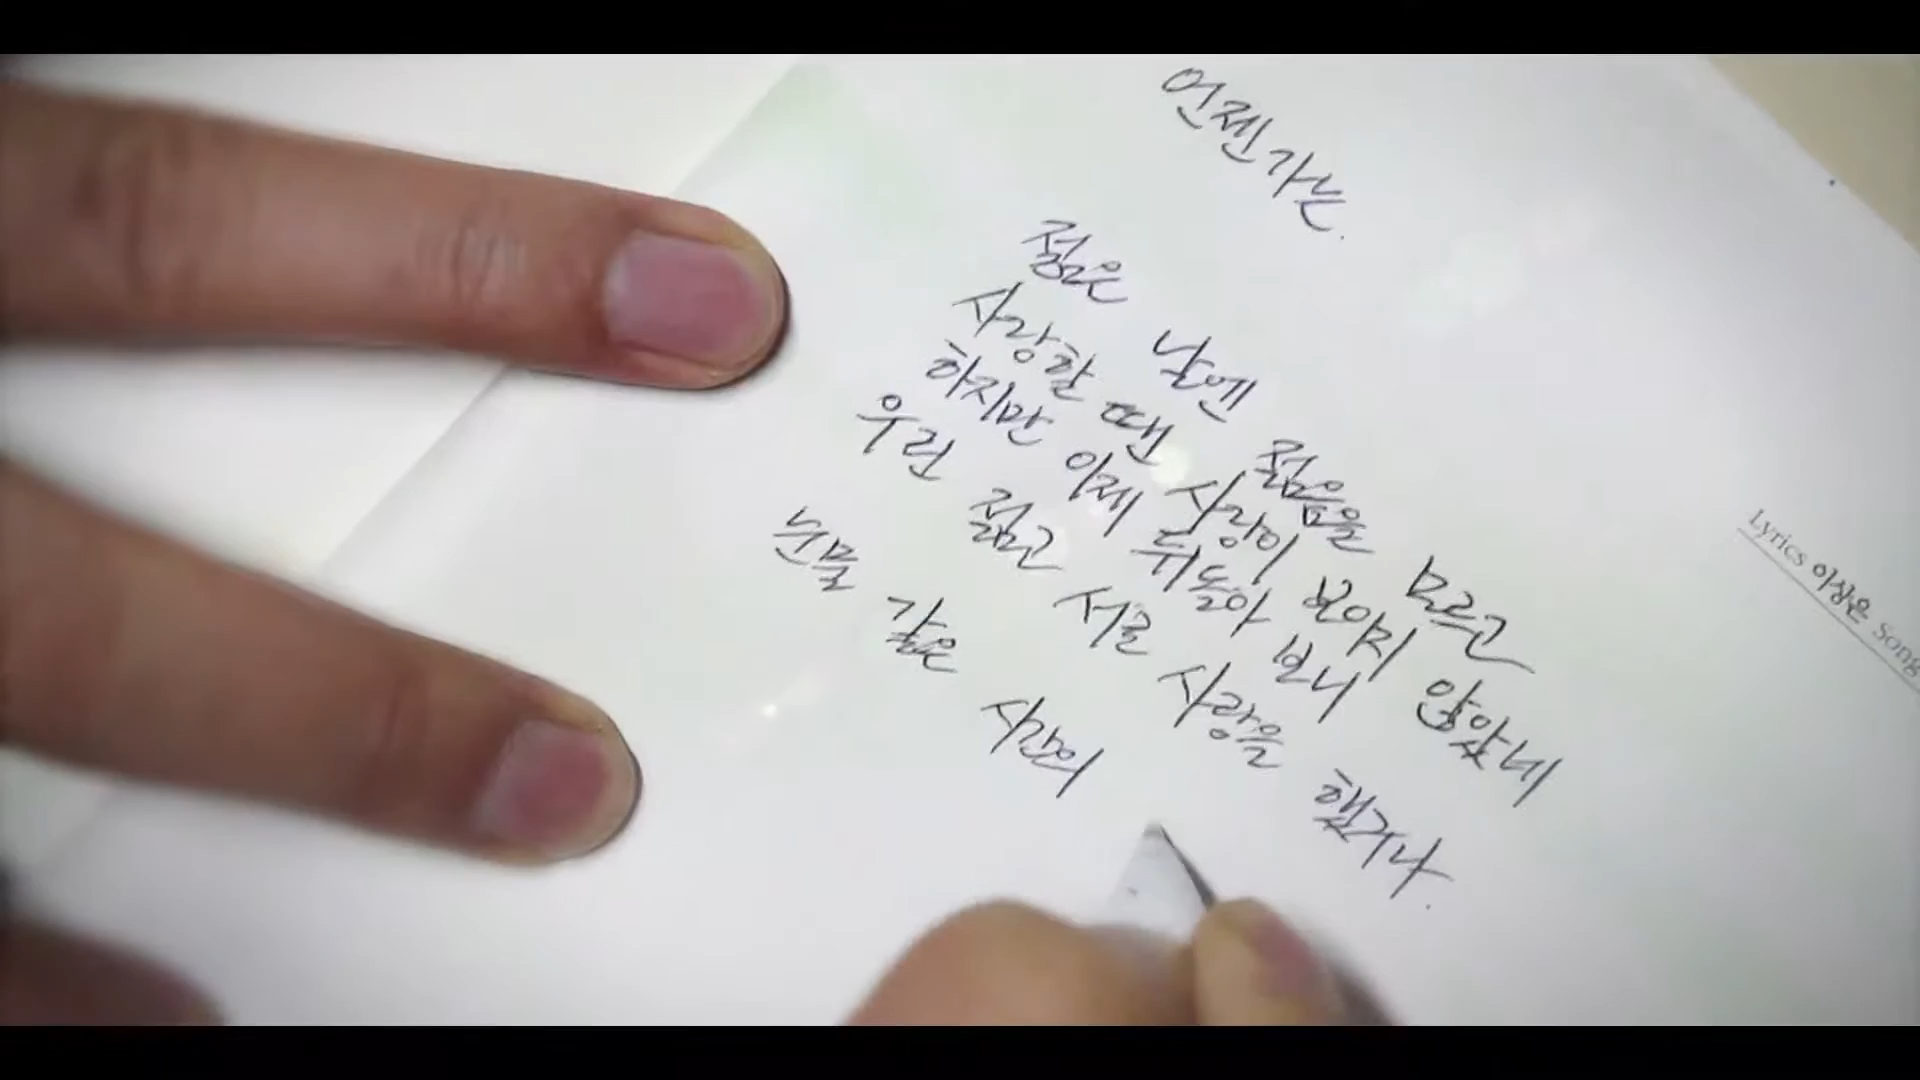 언젠가는.
젊은 날엔 젊음을 모르고
사랑할 땐 사랑이 보이지 않았네
하지만 이제 뒤돌아 보니
우린 젊고 서로 사랑을 했구나.
눈물 같은 시간의
Lyrics 이상은 Song